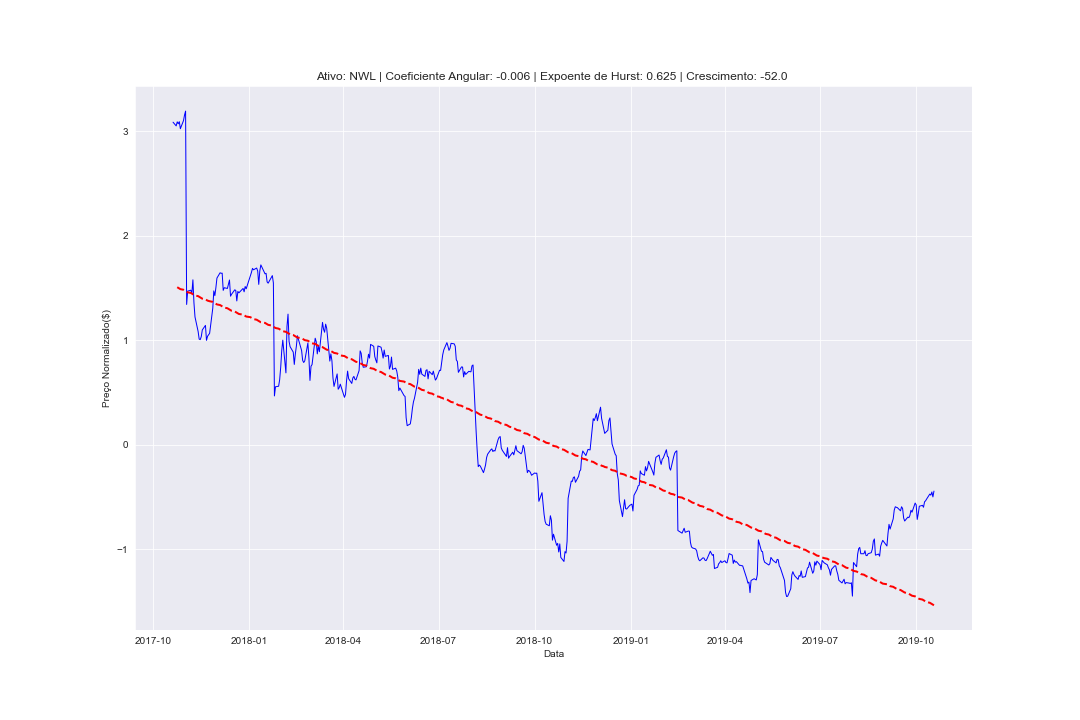 Ativo: NWL | Coeficiente Angular: -0.006 | Expoente de Hurst: 0.625 | Crescimento: -52.0
Preço Normalizado($)
3
2
1
0
−1
2017-10 2018-01 2018-04 2018-07 2018-10 2019-01 2019-04 2019-07 2019-10
Data